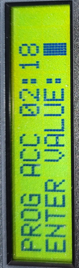 PROG ACC 02:18
ENTER VALUE: